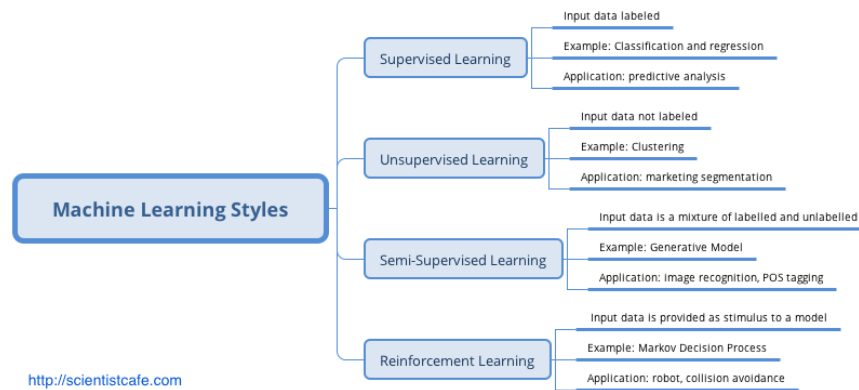 Machine Learning Styles
Supervised Learning
Input data labeled
Example: Classification and regression
Application: predictive analysis
Unsupervised Learning
Input data not labeled
Example: Clustering
Application: marketing segmentation
Semi-Supervised Learning
Input data is a mixture of labelled and unlabelled
Example: Generative Model
Application: image recognition, POS tagging
Reinforcement Learning
Input data is provided as stimulus to a model
Example: Markov Decision Process
Application: robot, collision avoidance
http://scientistcafe.com